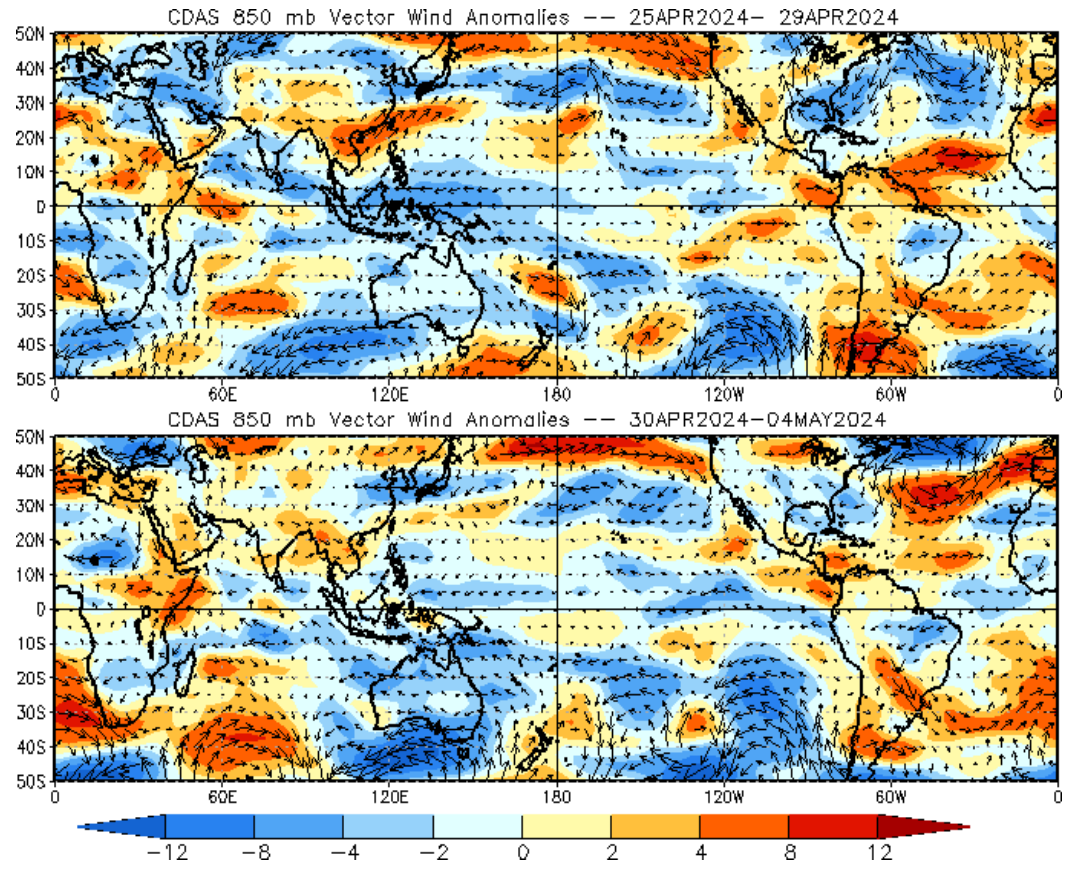 CDAS 850 mb Vector Wind Anomalies -- 25APR2024- 29APR2024
50N
40N
30N
20N
10N
0
10S
20S
30S
40S
50S
0 60E 120E 180 120W 60W 0
CDAS 850 mb Vector Wind Anomalies -- 30APR2024-04MAY2024
50N
40N
30N
20N
10N
0
10S
20S
30S
40S
50S
0 60E 120E 180 120W 60W 0
-12 -8 -4 -2 0 2 4 8 12